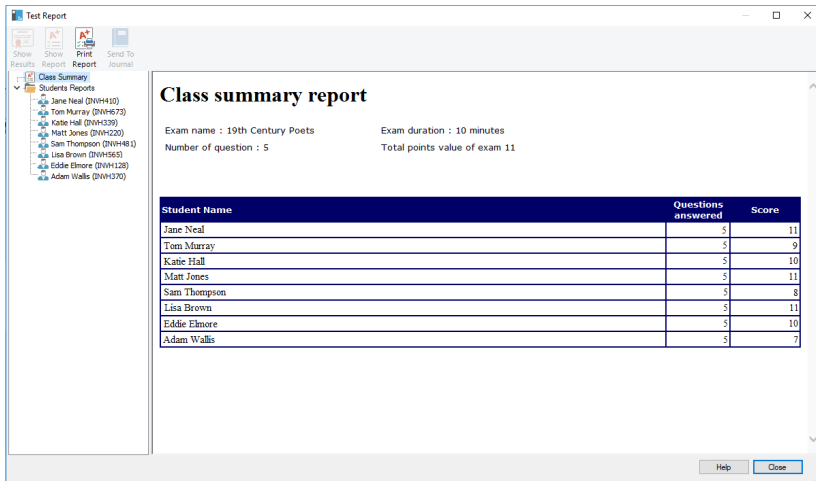 Test Report
Show Results
Show Report
Print Report
Send To Journal
Class Summary
Students Reports
Jane Neal (INVH410)
Tom Murray (INVH673)
Katie Hall (INVH339)
Matt Jones (INVH220)
Sam Thompson (INVH481)
Lisa Brown (INVH565)
Eddie Elmore (INVH128)
Adam Wallis (INVH370)
Class summary report
Exam name : 19th Century Poets Exam duration : 10 minutes
Number of question : 5 Total points value of exam 11
Student Name Questions answered Score
Jane Neal 5 11
Tom Murray 5 9
Katie Hall 5 10
Matt Jones 5 11
Sam Thompson 5 8
Lisa Brown 5 11
Eddie Elmore 5 10
Adam Wallis 5 7
Help Close